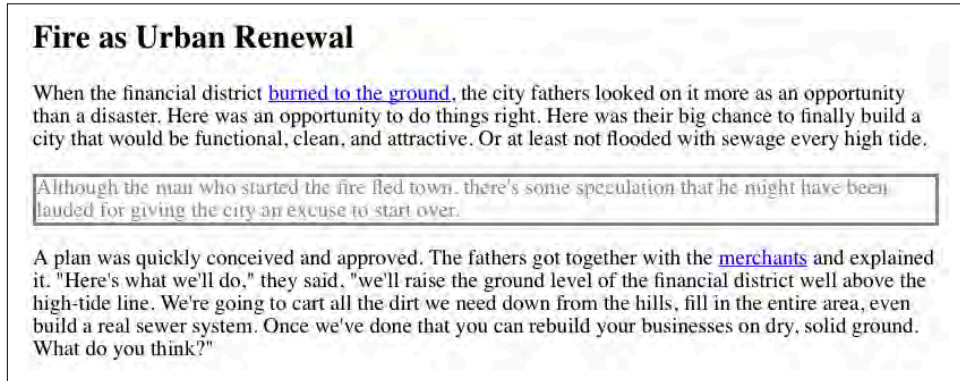 Fire as Urban Renewal
When the financial district burned to the ground, the city fathers looked on it more as an opportunity
than a disaster. Here was an opportunity to do things right. Here was their big chance to finally build a
city that would be functional, clean, and attractive. Or at least not flooded with sewage every high tide.
Although the man who started the fire fled town, there's some speculation that he might have been
lauded for giving the city an excuse to start over.
A plan was quickly conceived and approved. The fathers got together with the merchants and explained
it. "Here's what we'll do," they said, "we'll raise the ground level of the financial district well above the
high-tide line. We're going to cart all the dirt we need down from the hills, fill in the entire area, even
build a real sewer system. Once we've done that you can rebuild your businesses on dry, solid ground.
What do you think?"